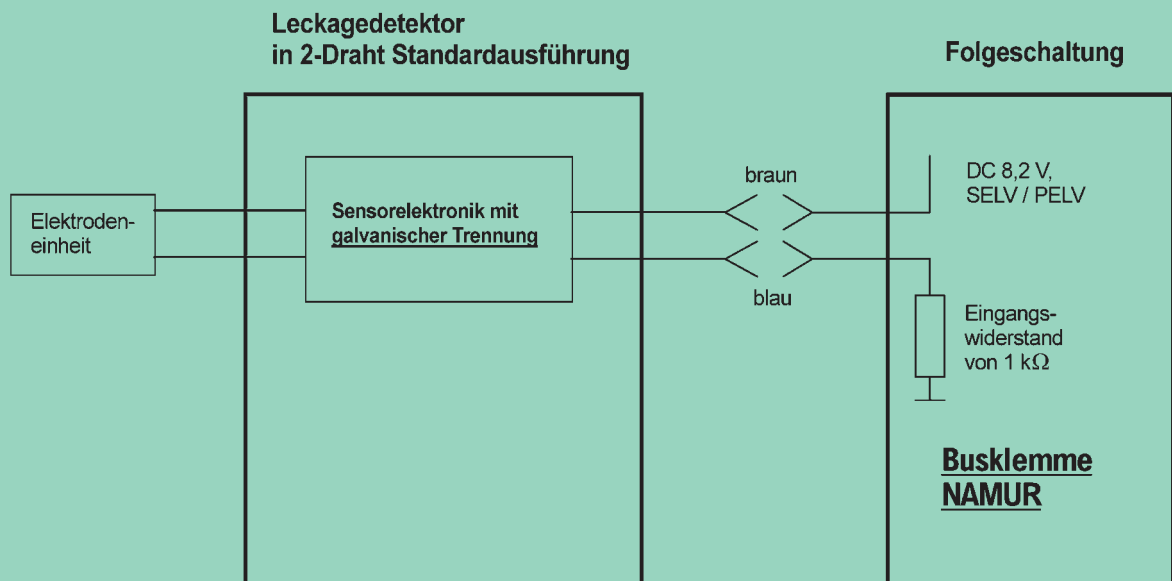 Leckagedetektor
in 2-Draht Standardausführung
Folgeschaltung
Elektroden-
einheit
Sensorelektronik mit
galvanischer Trennung
braun
blau
DC 8,2 V,
SELV / PELV
Eingangs-
widerstand
von 1 kΩ
Busklemme
NAMUR